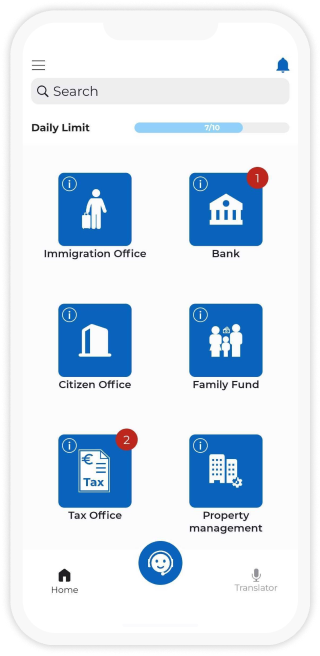 Search
Daily Limit
7/10
1
Immigration Office
Bank
Citizen Office
Family Fund
2
€
Tax
Tax Office
Property
management
Home
Translator